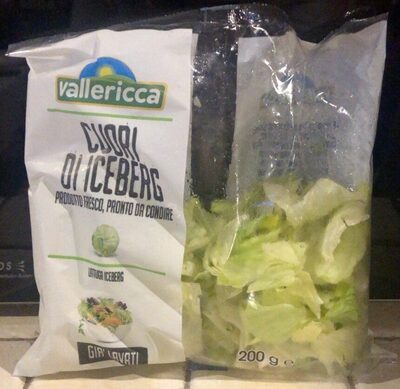 vallericca
CUORI
DI ICEBERG
PRODOTTO FRESCO, PRONTO DA CONDIRE
LATTUGA ICEBERG
GIÀ LAVATI
200 g e